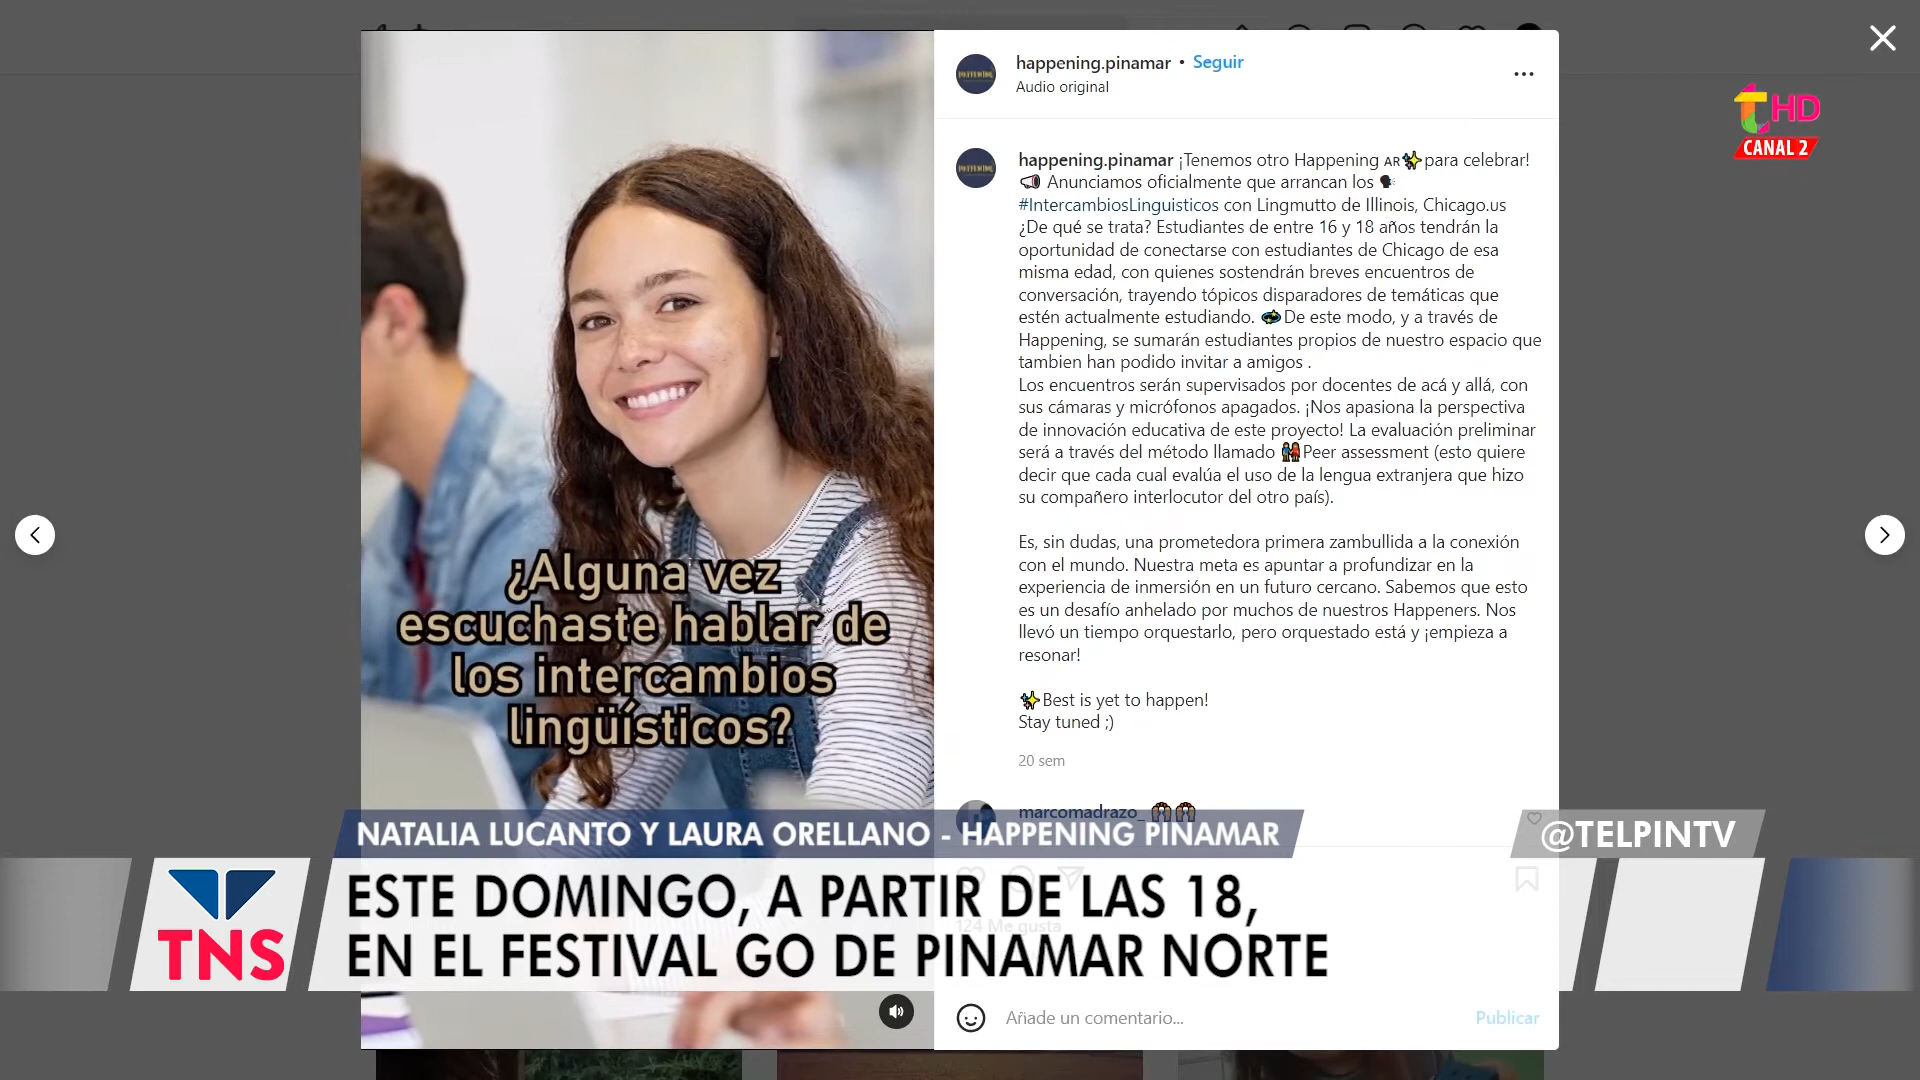 happening.pinamar • Seguir
Audio original
tHD
CANAL 2
happening.pinamar ¡Tenemos otro Happening AR✨para celebrar!
📢 Anunciamos oficialmente que arrancan los 🗣
#IntercambiosLinguisticos con Lingmutto de Illinois, Chicago.us
¿De qué se trata? Estudiantes de entre 16 y 18 años tendrán la
oportunidad de conectarse con estudiantes de Chicago de esa
misma edad, con quienes sostendrán breves encuentros de
conversación, trayendo tópicos disparadores de temáticas que
estén actualmente estudiando. De este modo, y a través de
Happening, se sumarán estudiantes propios de nuestro espacio que
tambien han podido invitar a amigos .
Los encuentros serán supervisados por docentes de acá y allá, con
sus cámaras y micrófonos apagados. ¡Nos apasiona la perspectiva
de innovación educativa de este proyecto! La evaluación preliminar
será a través del método llamado 👫Peer assessment (esto quiere
decir que cada cual evalúa el uso de la lengua extranjera que hizo
su compañero interlocutor del otro país).
Es, sin dudas, una prometedora primera zambullida a la conexión
con el mundo. Nuestra meta es apuntar a profundizar en la
experiencia de inmersión en un futuro cercano. Sabemos que esto
es un desafío anhelado por muchos de nuestros Happeners. Nos
llevó un tiempo orquestarlo, pero orquestado está y ¡empieza a
resonar!
✨Best is yet to happen!
Stay tuned ;)
20 sem
marcomadrazo_ 🙌🙌
124 Me gusta
Añade un comentario...
Publicar
¿Alguna vez
escuchaste hablar de
los intercambios
lingüísticos?
NATALIA LUCANTO Y LAURA ORELLANO - HAPPENING PINAMAR
@TELPINTV
TNS
ESTE DOMINGO, A PARTIR DE LAS 18,
EN EL FESTIVAL GO DE PINAMAR NORTE